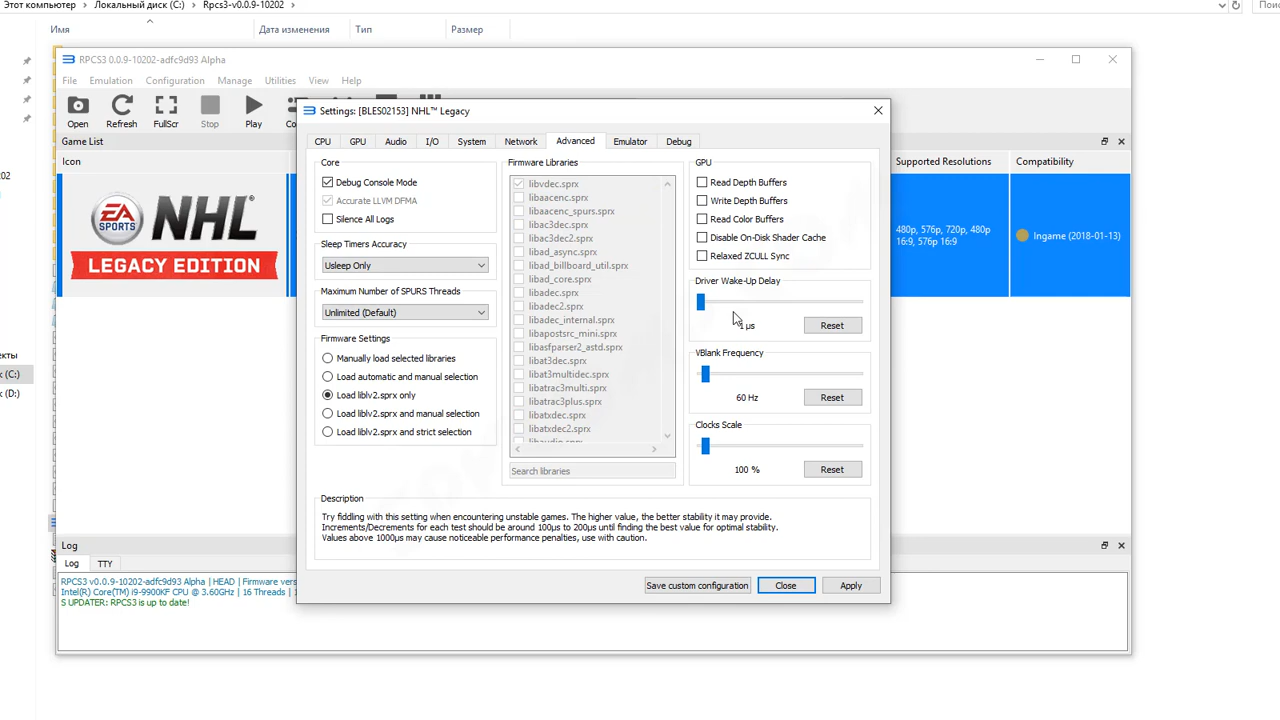 Этот компьютер > Локальный диск (C:) > Rpcs3-v0.0.9-10202 >
Имя Дата изменения Тип Размер
RPCS3 0.0.9-10202-adfc9d93 Alpha
File Emulation Configuration Manage Utilities View Help
Open Refresh FullScr Stop Play
Game List
Icon Supported Resolutions Compatibility
EA SPORTS NHL
LEGACY EDITION
480p, 576p, 720p, 480p
16:9, 576p 16:9
Ingame (2018-01-13)
Settings: [BLES02153] NHL™ Legacy
CPU GPU Audio I/O System Network Advanced Emulator Debug
Core
Debug Console Mode
Accurate LLVM DFMA
Silence All Logs
Sleep Timers Accuracy
Usleep Only
Maximum Number of SPURS Threads
Unlimited (Default)
Firmware Settings
Manually load selected libraries
Load automatic and manual selection
Load liblv2.sprx only
Load liblv2.sprx and manual selection
Load liblv2.sprx and strict selection
Firmware Libraries
libvdec.sprx
libaacenc.sprx
libaacenc_spurs.sprx
libac3dec.sprx
libac3dec2.sprx
libad_async.sprx
libad_billboard_util.sprx
libad_core.sprx
libadec.sprx
libadec2.sprx
libadec_internal.sprx
libapostsrc_mini.sprx
libasfparser2_astd.sprx
libat3dec.sprx
libat3multidec.sprx
libatrac3multi.sprx
libatrac3plus.sprx
libatxdec.sprx
libatxdec2.sprx
libaudio.sprx
Search libraries
GPU
Read Depth Buffers
Write Depth Buffers
Read Color Buffers
Disable On-Disk Shader Cache
Relaxed ZCULL Sync
Driver Wake-Up Delay
1 µs Reset
VBlank Frequency
60 Hz Reset
Clocks Scale
100 % Reset
Description
Try fiddling with this setting when encountering unstable games. The higher value, the better stability it may provide.
Increments/Decrements for each test should be around 100µs to 200µs until finding the best value for optimal stability.
Values above 1000µs may cause noticeable performance penalties, use with caution.
Save custom configuration Close Apply
Log
Log TTY
RPCS3 v0.0.9-10202-adfc9d93 Alpha | HEAD | Firmware
Intel(R) Core(TM) i9-9900KF CPU @ 3.60GHz | 16 Threads |
S UPDATER: RPCS3 is up to date!
(C:)
(D:)